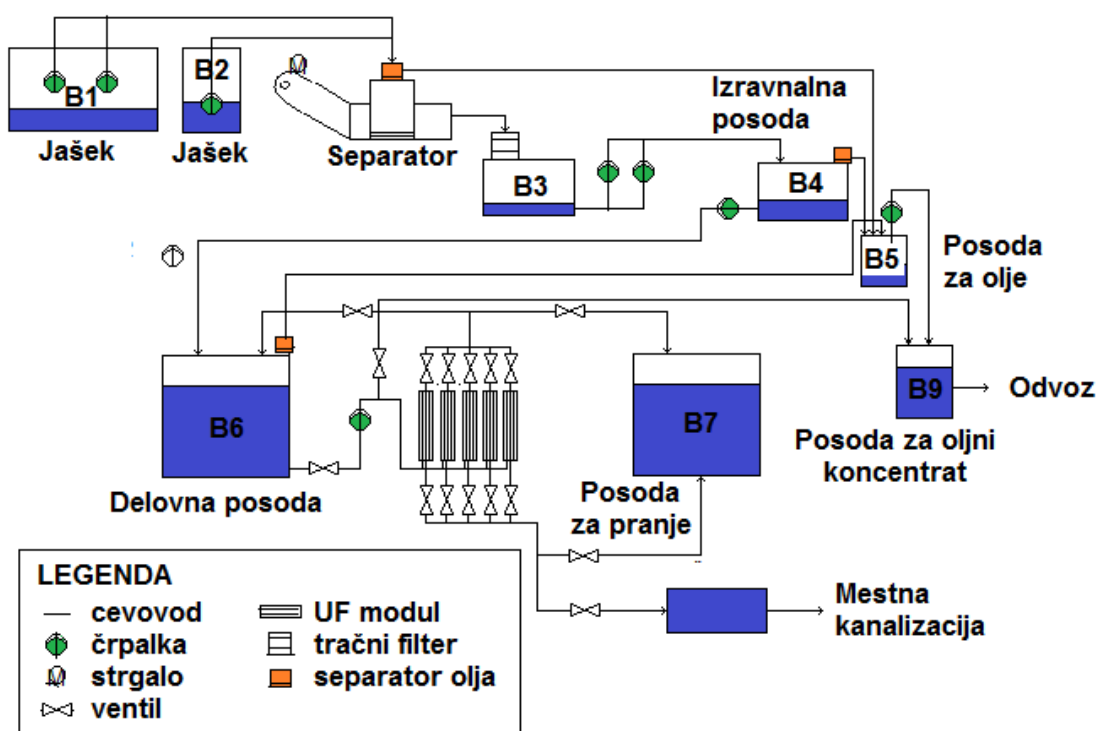 B1
Jašek
B2
Jašek
Separator
B3
Izravnalna
posoda
B4
B5
Posoda
za olje
B6
Delovna posoda
B7
Posoda
za pranje
B9
Odvoz
Posoda za oljni
koncentrat
Mestna
kanalizacija
LEGENDA
cevovod
črpalka
strgalo
ventil
UF modul
tračni filter
separator olja